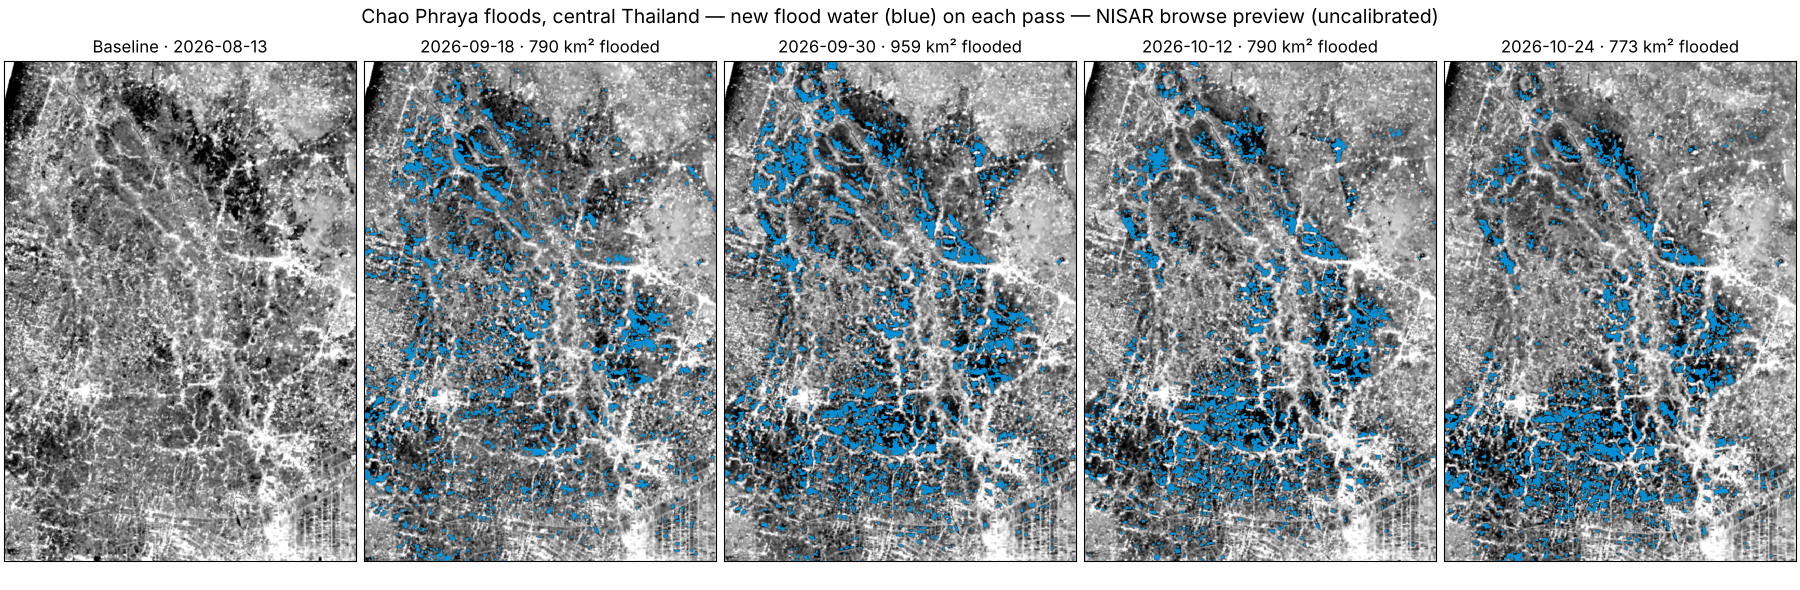 Chao Phraya floods, central Thailand — new flood water (blue) on each pass — NISAR browse preview (uncalibrated)
Baseline · 2026-08-13
2026-09-18 · 790 km² flooded
2026-09-30 · 959 km² flooded
2026-10-12 · 790 km² flooded
2026-10-24 · 773 km² flooded